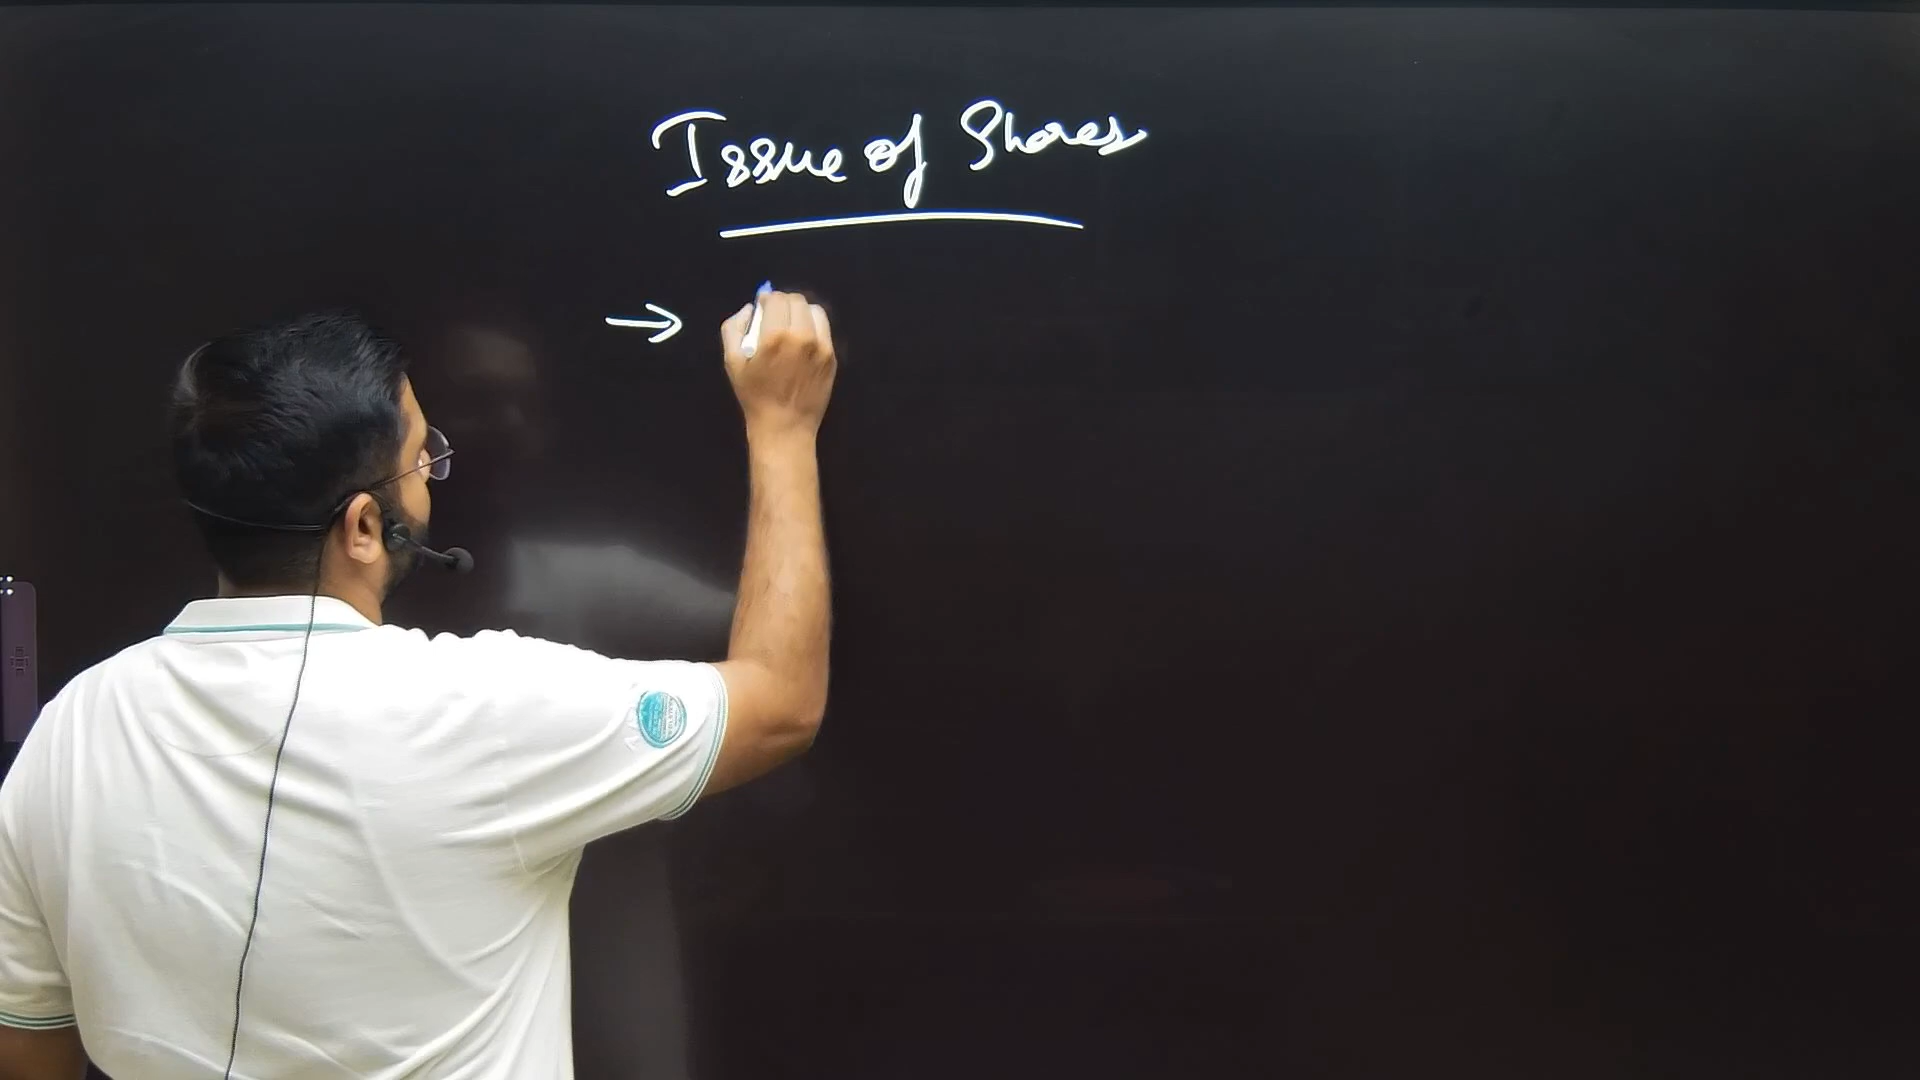 Issue of Shares
→